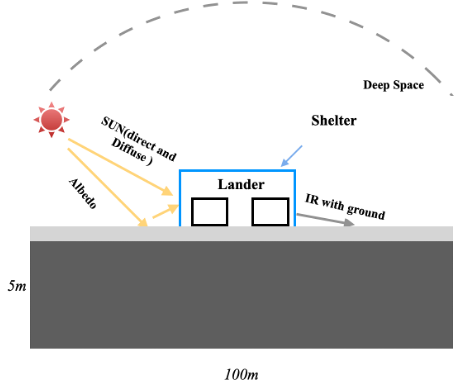 Deep Space
SUN(direct and
Diffuse )
Shelter
Albedo
Lander
IR with ground
5m
100m